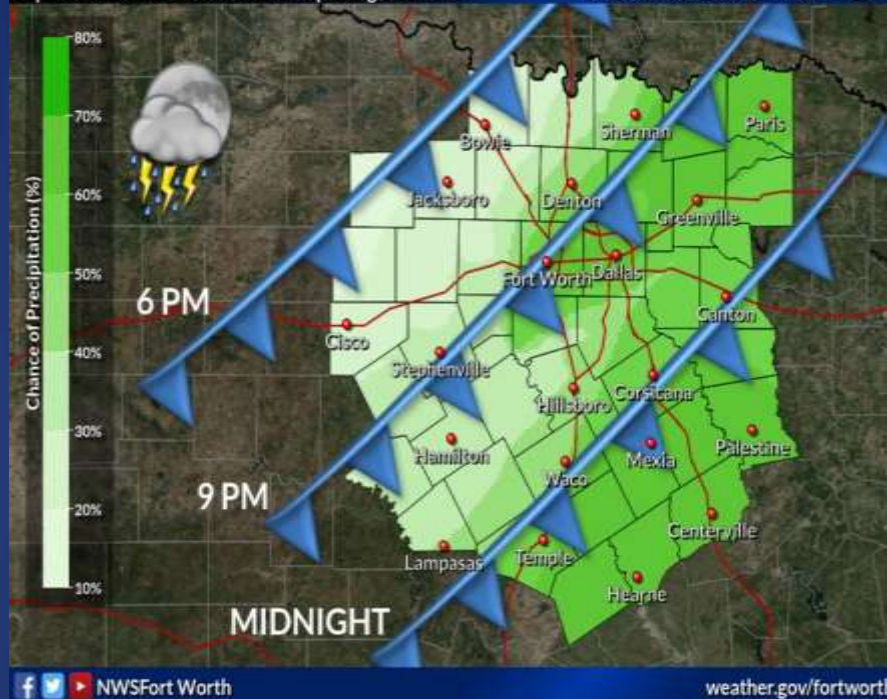 80%
70%
60%
50%
40%
30%
20%
10%
Chance of Precipitation (%)
Bowie
Sherman
Paris
Jacksboro
Denton
Greenville
6 PM
Fort Worth
Dallas
Canton
Cisco
Stephenville
Hillsboro
Corsicana
Hamilton
Mexia
Palestine
Waco
9 PM
Centerville
Lampasas
Temple
Hearne
MIDNIGHT
NWSFort Worth
weather.gov/fortworth